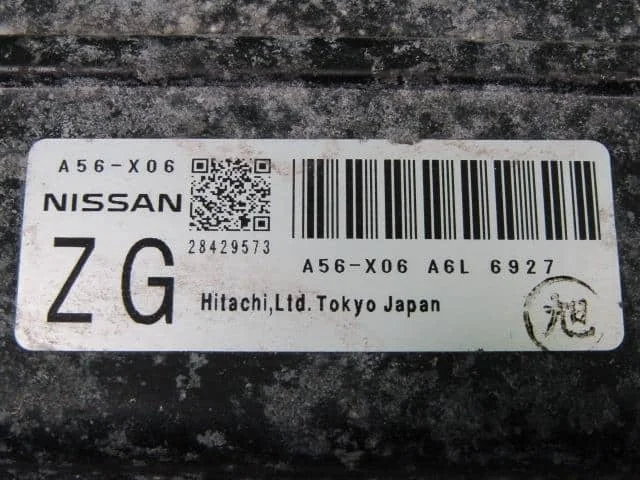 A56-X06
NISSAN
ZG
28429573
A56-X06 A6L 6927
Hitachi,Ltd. Tokyo Japan
旭